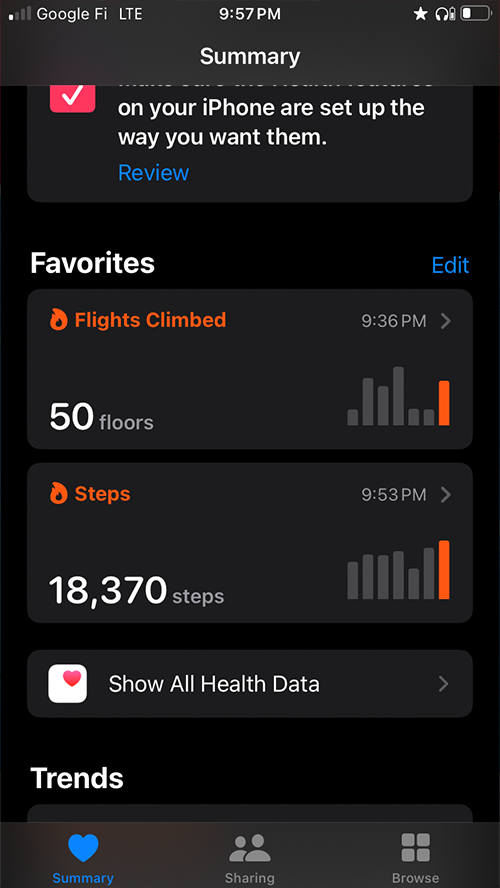 Google Fi LTE 9:57 PM
Summary
on your iPhone are set up the
way you want them.
Review
Favorites Edit
Flights Climbed 9:36 PM
50 floors
Steps 9:53 PM
18,370 steps
Show All Health Data
Trends
Summary Sharing Browse